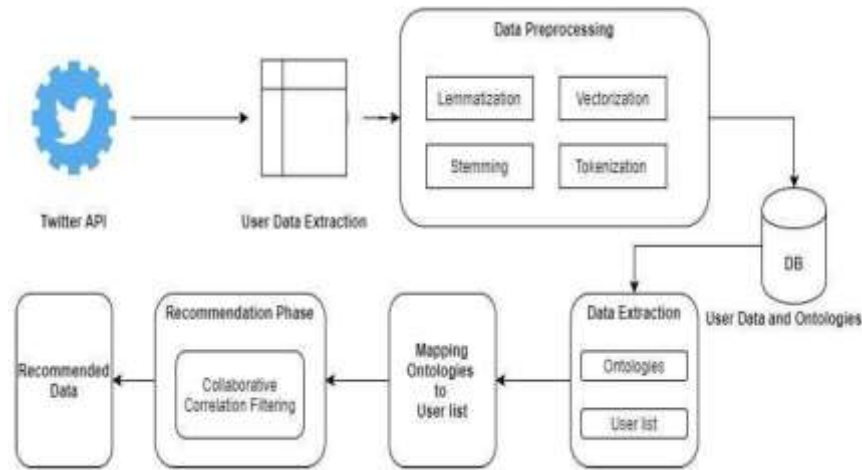 Data Preprocessing
Lemmatization
Vectorization
Stemming
Tokenization
Twitter API
User Data Extraction
DB
User Data and Ontologies
Data Extraction
Ontologies
User list
Mapping
Ontologies
to
User list
Recommendation Phase
Collaborative
Correlation Filtering
Recommended
Data